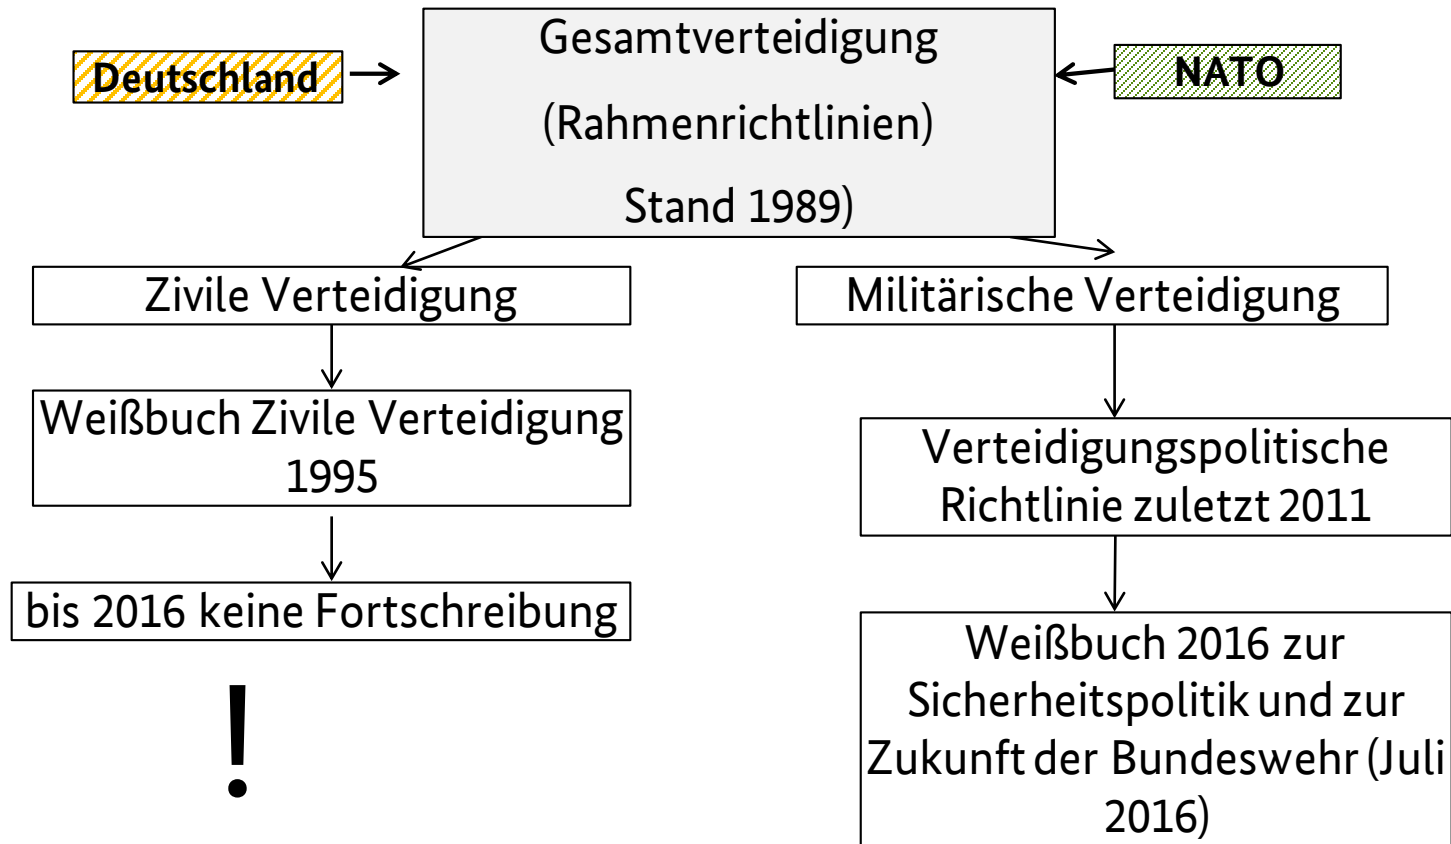 Deutschland
Gesamtverteidigung
(Rahmenrichtlinien)
Stand 1989)
NATO
Zivile Verteidigung
Militärische Verteidigung
Weißbuch Zivile Verteidigung
1995
Verteidigungspolitische
Richtlinie zuletzt 2011
bis 2016 keine Fortschreibung
!
Weißbuch 2016 zur
Sicherheitspolitik und zur
Zukunft der Bundeswehr (Juli
2016)